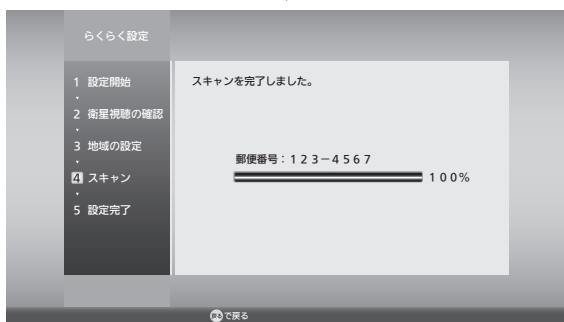 らくらく設定
1 設定開始
2 衛星視聴の確認
3 地域の設定
4 スキャン
5 設定完了
スキャンを完了しました。
郵便番号：１２３－４５６７
１００%
戻るで戻る